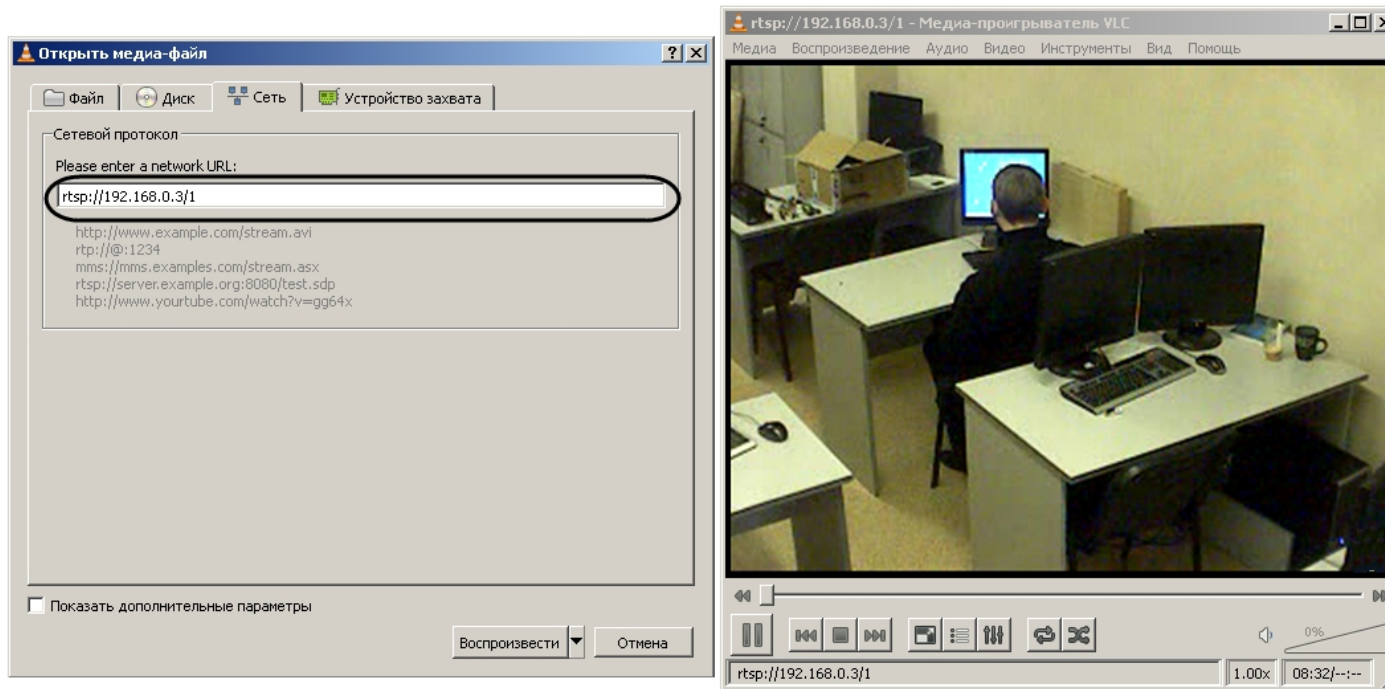 Открыть медиа-файл
Файл
Диск
Сеть
Устройство захвата
Сетевой протокол
Please enter a network URL:
rtsp://192.168.0.3/1
http://www.example.com/stream.avi
rtp://@:1234
mms://mms.examples.com/stream.asx
rtsp://server.example.org:8080/test.sdp
http://www.yourtube.com/watch?v=gg64x
Показать дополнительные параметры
Воспроизвести
Отмена
rtsp://192.168.0.3/1 - Медиа-проигрыватель VLC
Медиа Воспроизведение Аудио Видео Инструменты Вид Помощь
0%
rtsp://192.168.0.3/1
1.00x
08:32/--:--